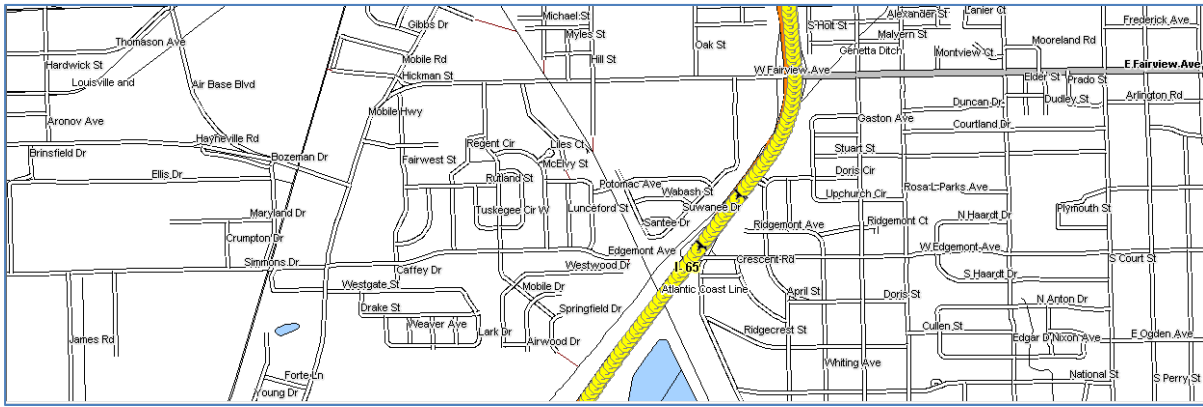 Gibbs Dr
Michael St
Alexander St
Lanier Ct
Myles St
S Holt St
Frederick Ave
Thomason Ave
Malvern St
Oak St
Mooreland Rd
Genetta Ditch
Montview Ct
Mobile Rd
Hill St
Hardwick St
E Fairview Ave
W Fairview Ave
Hickman St
Louisville and
Air Base Blvd
Elder St
Prado St
Dudley St
Arlington Rd
Duncan Dr
Mobile Hwy
Gaston Ave
Aronov Ave
Courtland Dr
Hayneville Rd
Regent Cir
Liles Ct
Stuart St
Brinsfield Dr
Bozeman Dr
Fairwest St
McElvy St
Doris Cir
Ellis Dr
Rutland St
Potomac Ave
Wabash St
Upchurch Cir
Rosa L Parks Ave
Maryland Dr
Tuskegee Cir W
Lunceford St
Suwanee Dr
Plymouth St
Santee Dr
Ridgemont Ave
Ridgemont Ct
N Haardt Dr
Crumpton Dr
Edgemont Ave
W Edgemont Ave
Simmons Dr
Caffey Dr
Westwood Dr
I- 65
Crescent Rd
S Court St
S Haardt Dr
Westgate St
Mobile Dr
Atlantic Coast Line
April St
Doris St
N Anton Dr
Drake St
Springfield Dr
Weaver Ave
Lark Dr
Ridgecrest St
Cullen St
Edgar D Nixon Ave
E Ogden Ave
James Rd
Airwood Dr
Whiting Ave
Forte Ln
National St
S Perry St
Young Dr